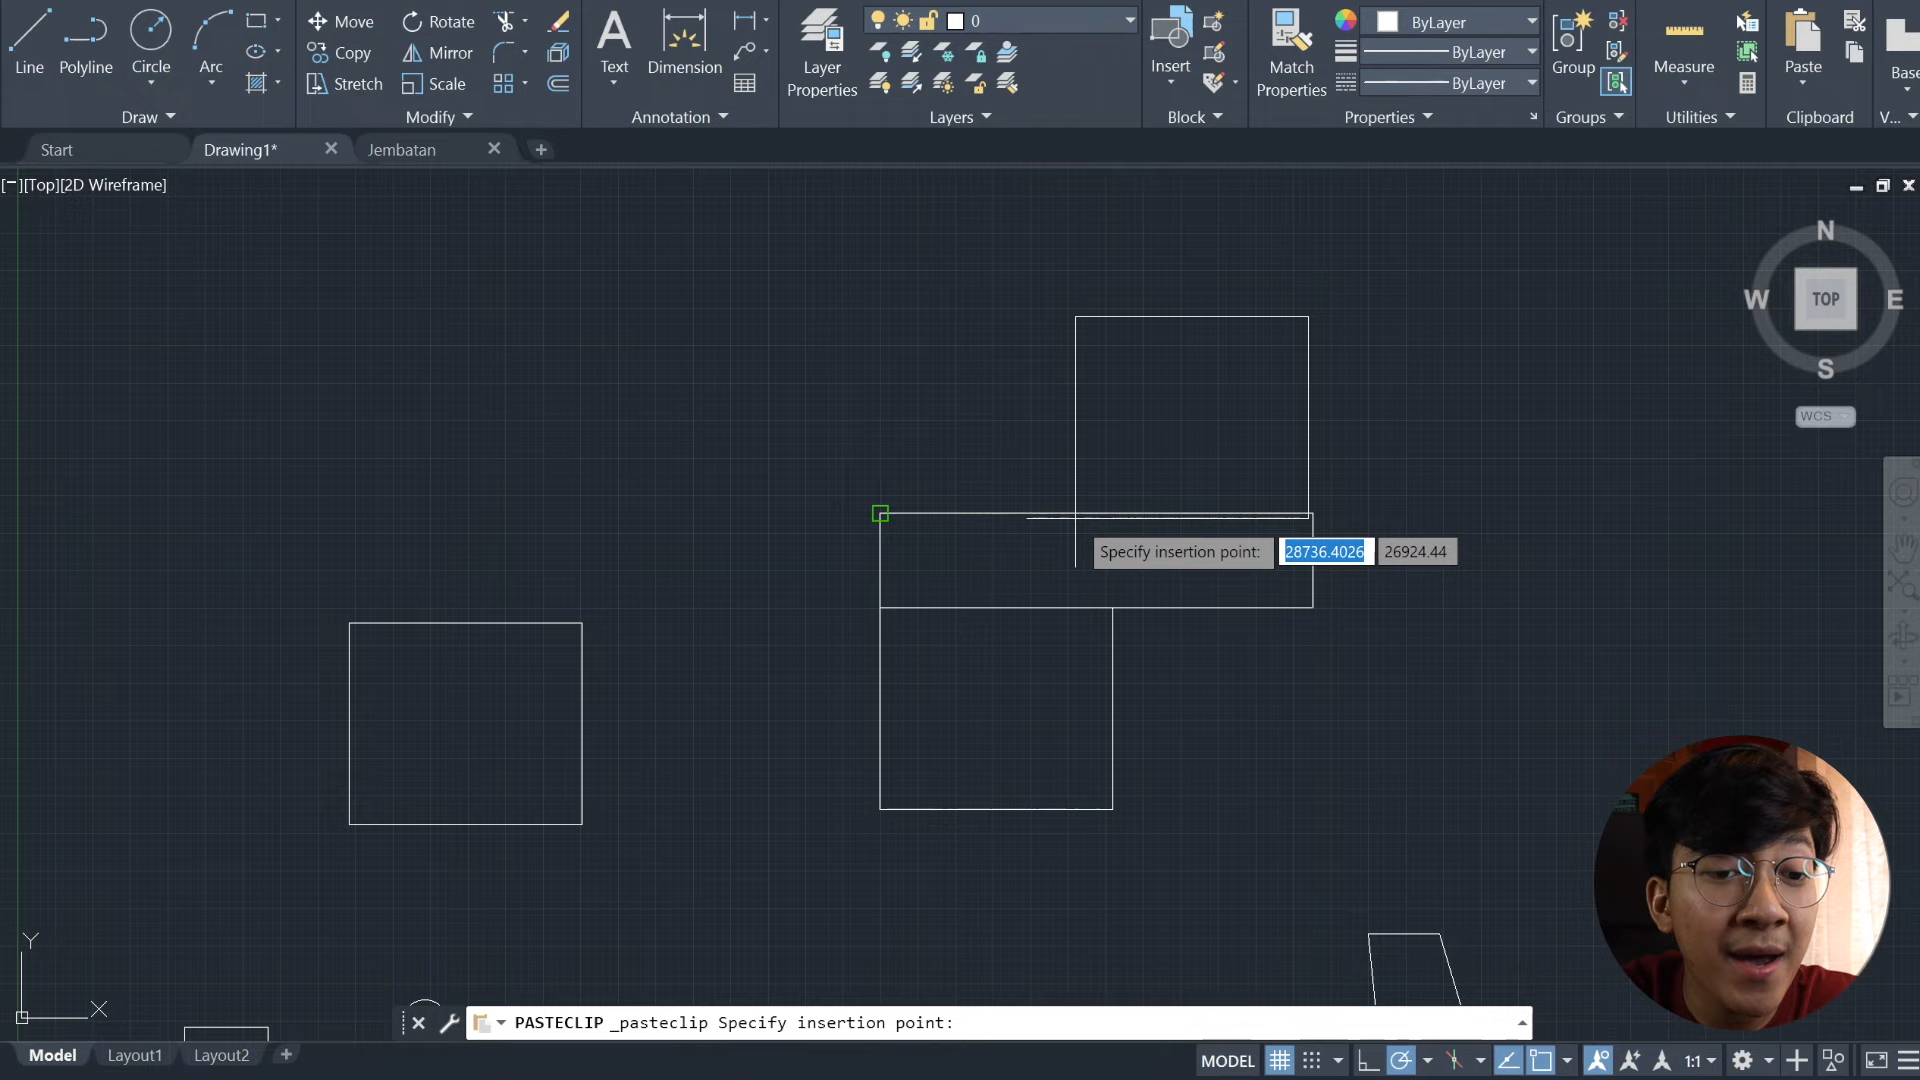 Line
Polyline
Circle
Arc
Move
Copy
Stretch
Rotate
Mirror
Scale
Text
Dimension
Layer
Properties
0
Insert
Match
Properties
ByLayer
ByLayer
ByLayer
Group
Measure
Paste
Base
Draw
Modify
Annotation
Layers
Block
Properties
Groups
Utilities
Clipboard
V...
Start
Drawing1*
Jembatan
[−][Top][2D Wireframe]
N
W
TOP
E
S
WCS
Specify insertion point: 28736.4026 26924.44
Y
X
PASTECLIP _pasteclip Specify insertion point:
Model
Layout1
Layout2
MODEL
1:1